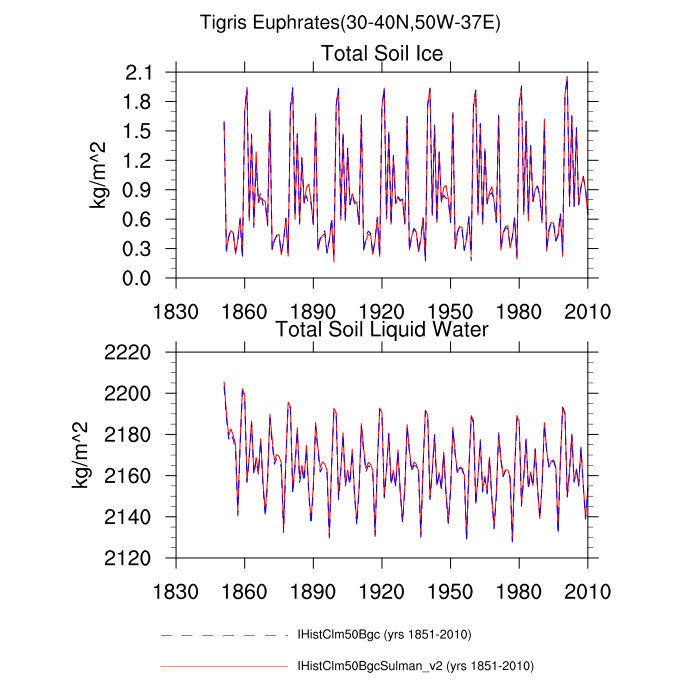 Tigris Euphrates(30-40N,50W-37E)
Total Soil Ice
kg/m^2
2.1
1.8
1.5
1.2
0.9
0.6
0.3
0.0
1830 1860 1890 1920 1950 1980 2010
Total Soil Liquid Water
kg/m^2
2220
2200
2180
2160
2140
2120
1830 1860 1890 1920 1950 1980 2010
IHistClm50Bgc (yrs 1851-2010)
IHistClm50BgcSulman_v2 (yrs 1851-2010)